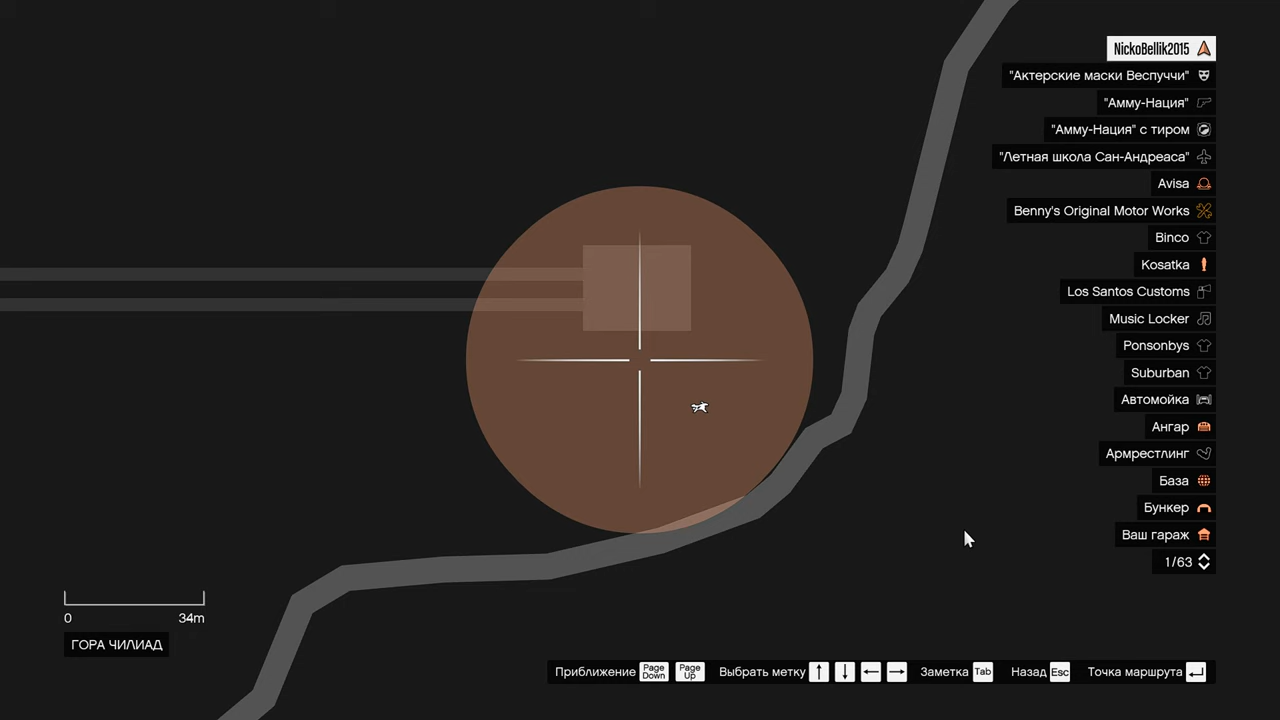 NickoBellik2015
"Актерские маски Веспуччи"
"Амму-Нация"
"Амму-Нация" с тиром
"Летная школа Сан-Андреаса"
Avisa
Benny's Original Motor Works
Binco
Kosatka
Los Santos Customs
Music Locker
Ponsonbys
Suburban
Автомойка
Ангар
Армрестлинг
База
Бункер
Ваш гараж
1/63
0 34m
ГОРА ЧИЛИАД
Приближение Page Down Page Up Выбрать метку ↑ ↓ ← → Заметка Tab Назад Esc Точка маршрута